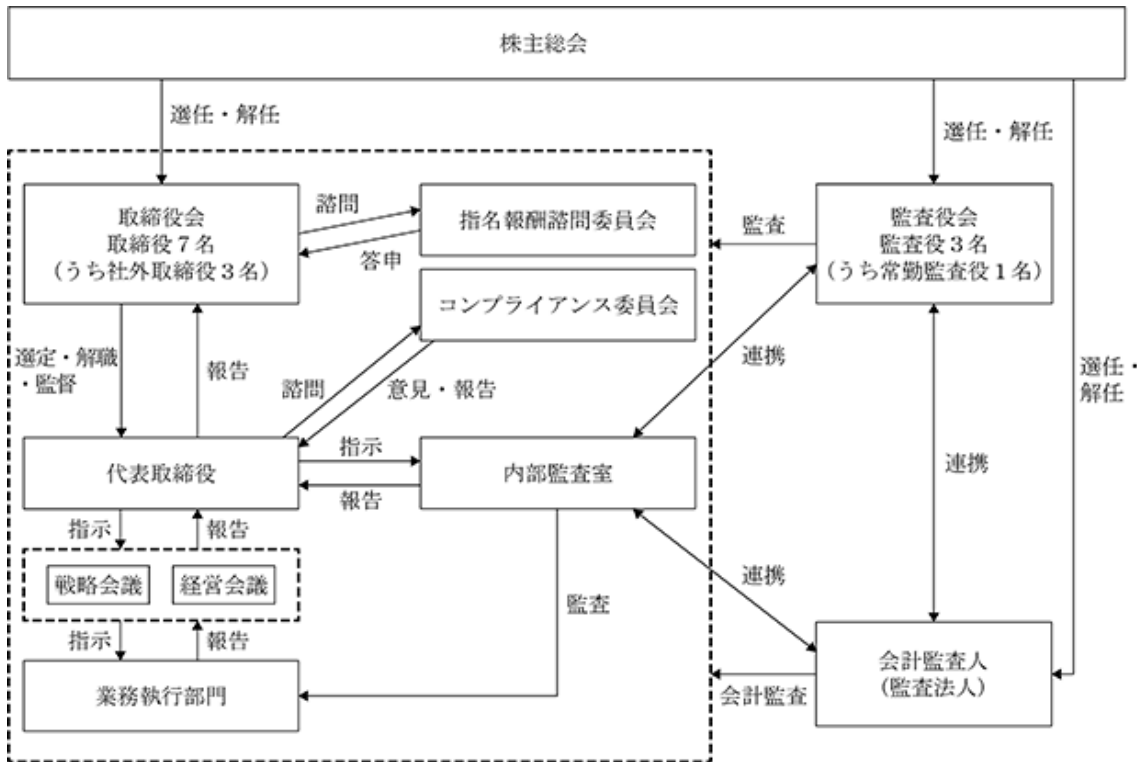 株主総会
選任・解任
選任・解任
取締役会
取締役7名
（うち社外取締役3名）
諮問
答申
指名報酬諮問委員会
監査
監査役会
監査役3名
（うち常勤監査役1名）
コンプライアンス委員会
選定・解職
・監督
報告
諮問
意見・報告
連携
選任・
解任
代表取締役
指示
報告
内部監査室
連携
指示
報告
戦略会議
経営会議
監査
連携
指示
報告
業務執行部門
会計監査
会計監査人
（監査法人）